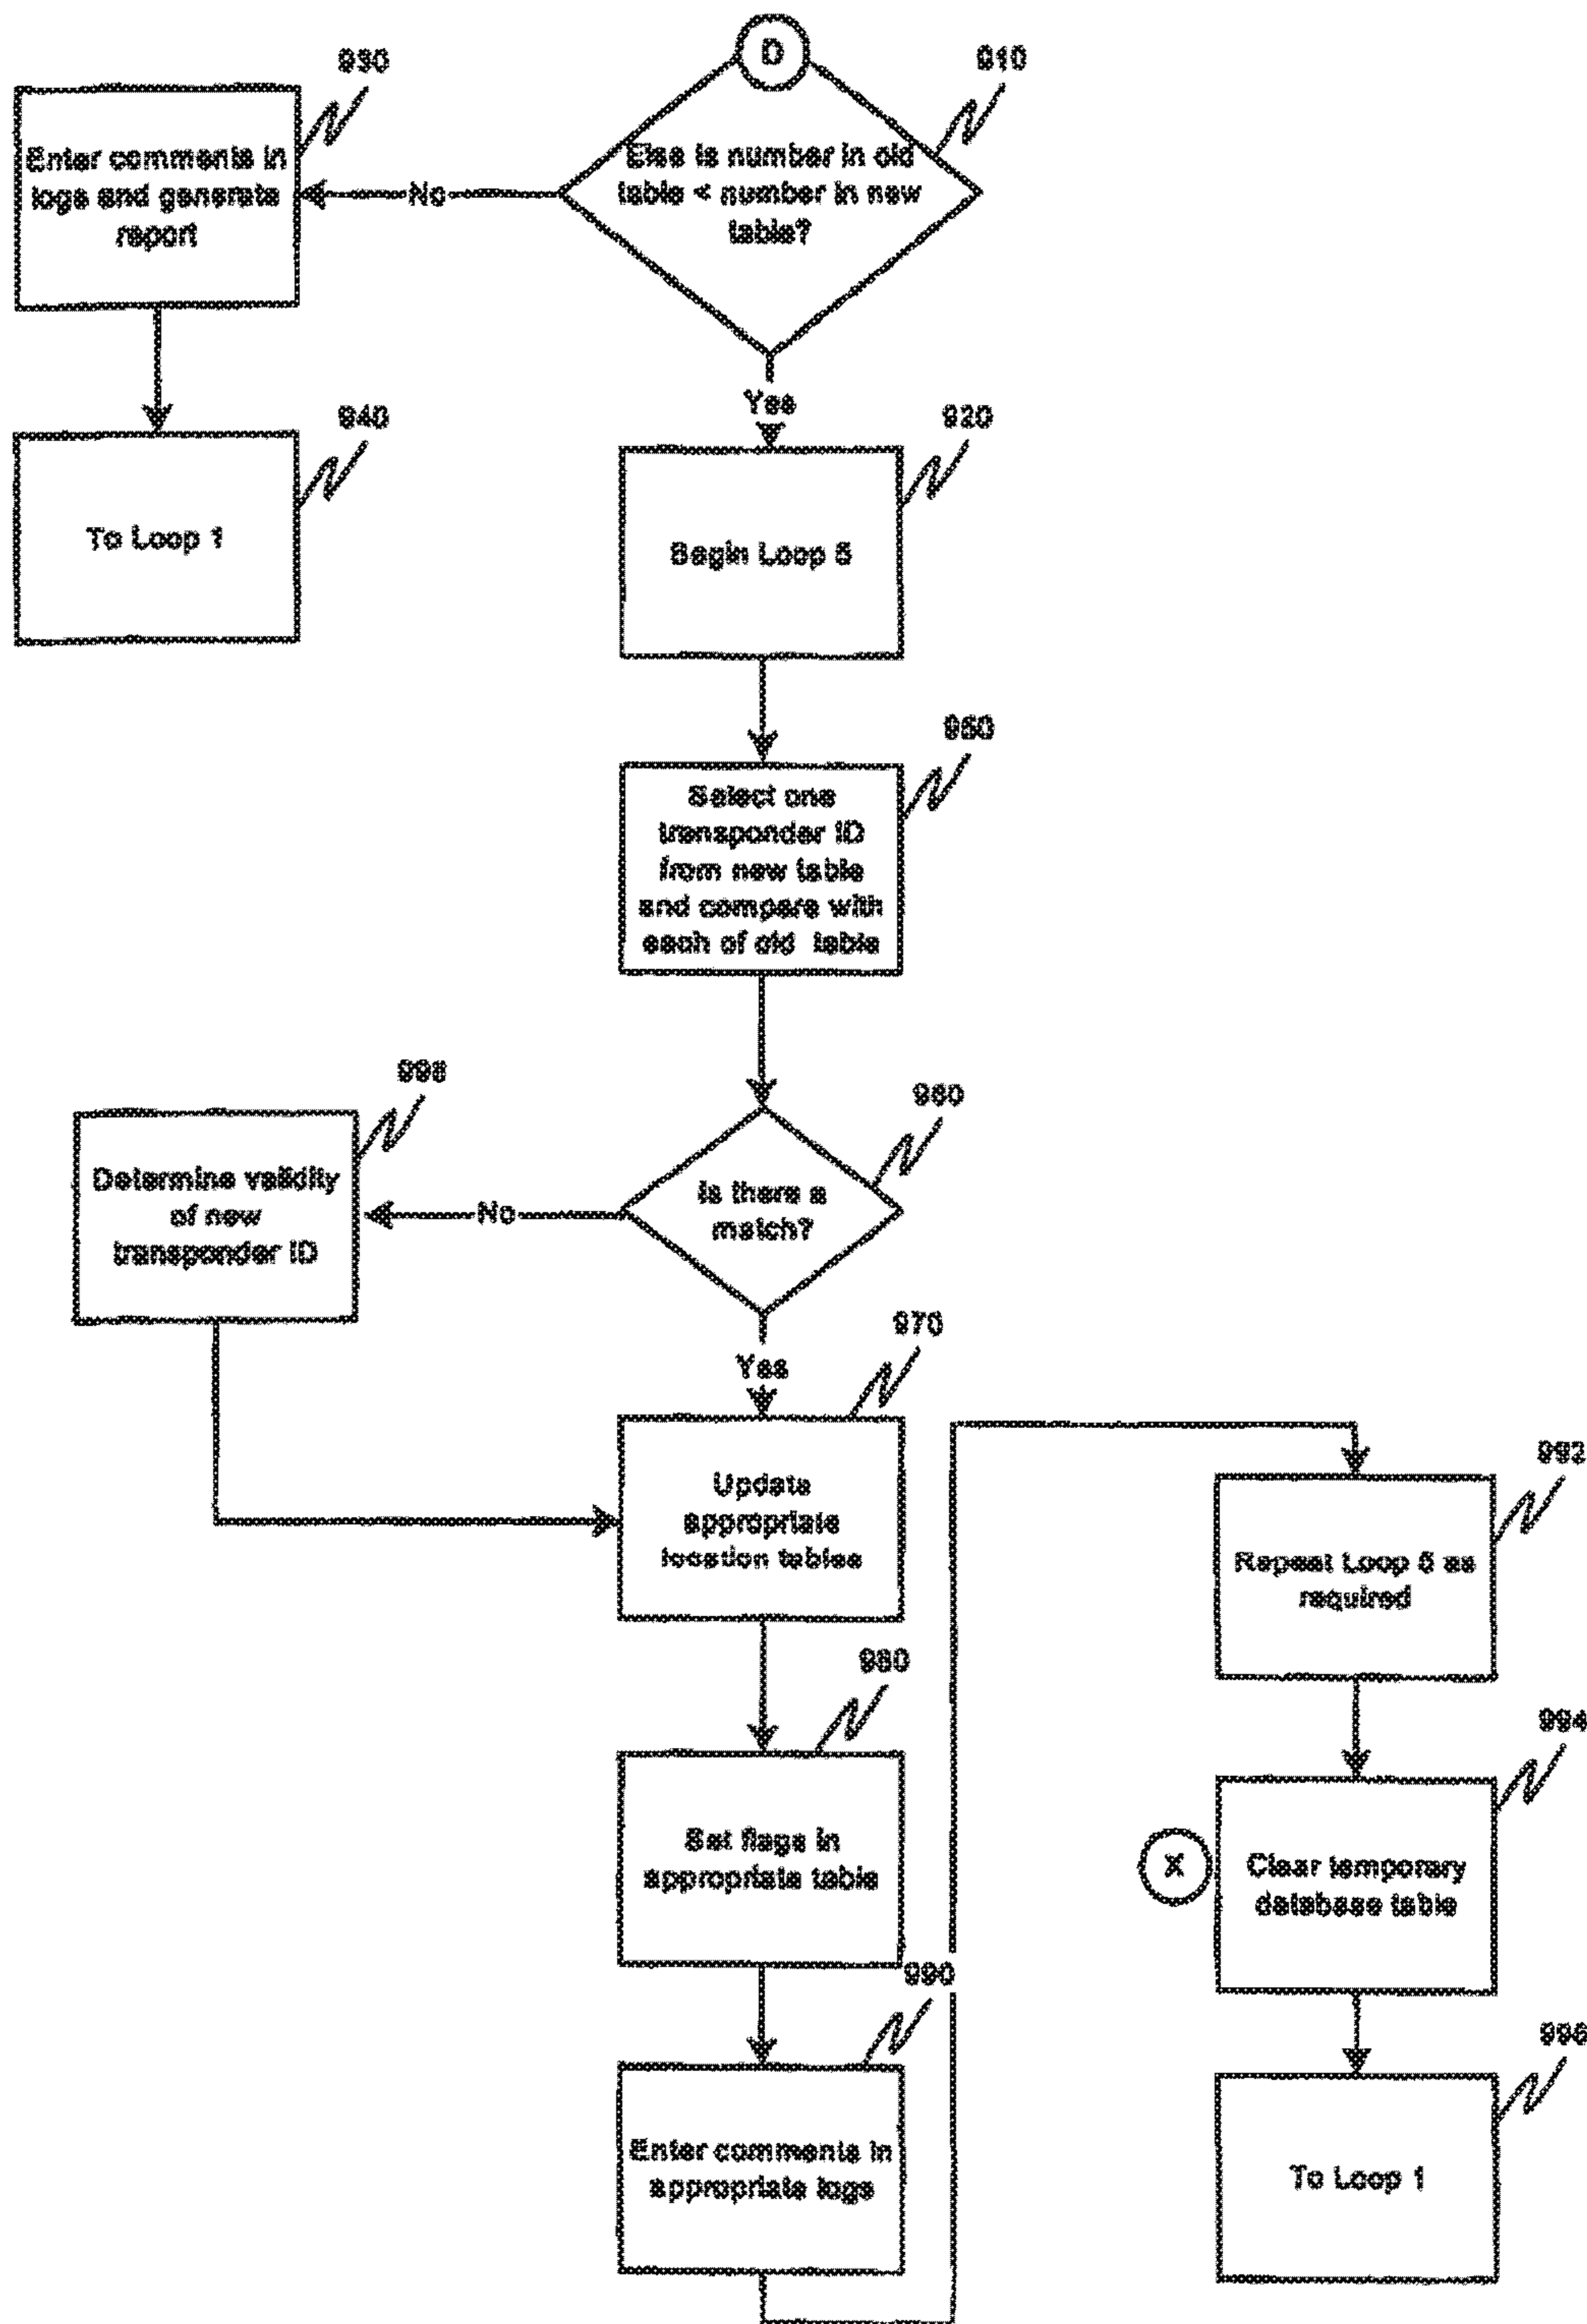 D
910
Else is number in old
table < number in new
table?
No
930
Enter comments in
logs and generate
report
940
To Loop 1
Yes
920
Begin Loop 5
950
Select one
transponder ID
from new table
and compare with
each of old table
960
Is there a
match?
No
998
Determine validity
of new
transponder ID
Yes
970
Update
appropriate
location tables
980
Set flags in
appropriate table
990
Enter comments in
appropriate logs
992
Repeat Loop 5 as
required
994
X
Clear temporary
database table
996
To Loop 1